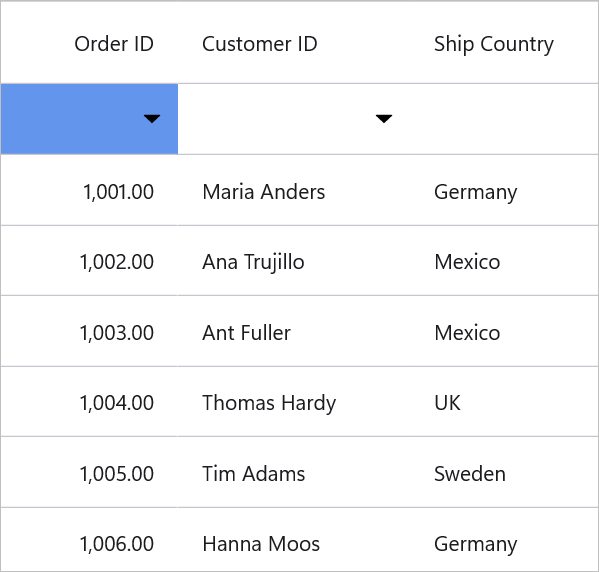 Order ID Customer ID Ship Country
1,001.00 Maria Anders Germany
1,002.00 Ana Trujillo Mexico
1,003.00 Ant Fuller Mexico
1,004.00 Thomas Hardy UK
1,005.00 Tim Adams Sweden
1,006.00 Hanna Moos Germany